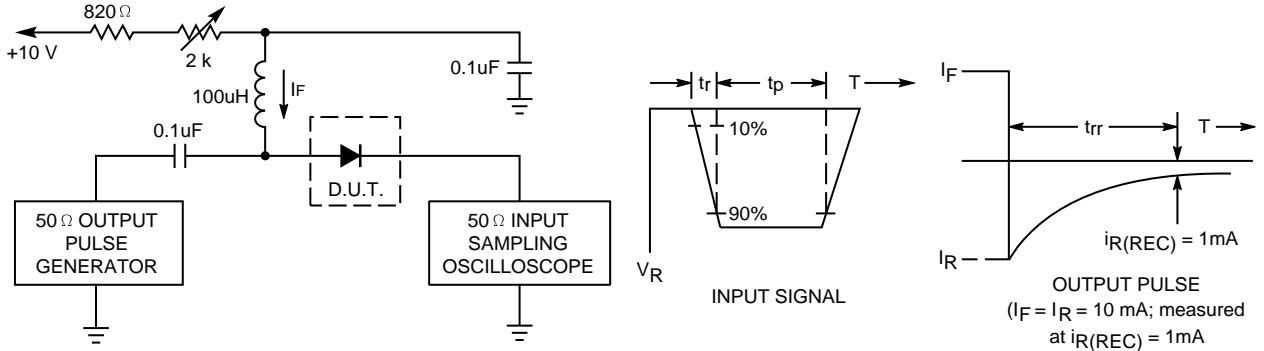 820 Ω
+10 V
2 k
100uH
IF
0.1uF
0.1uF
D.U.T.
50 Ω OUTPUT
PULSE
GENERATOR
50 Ω INPUT
SAMPLING
OSCILLOSCOPE
tr
tp
T
10%
90%
VR
INPUT SIGNAL
IF
trr
T
IR
iR(REC) = 1mA
OUTPUT PULSE
(IF = IR = 10 mA; measured
at iR(REC) = 1mA